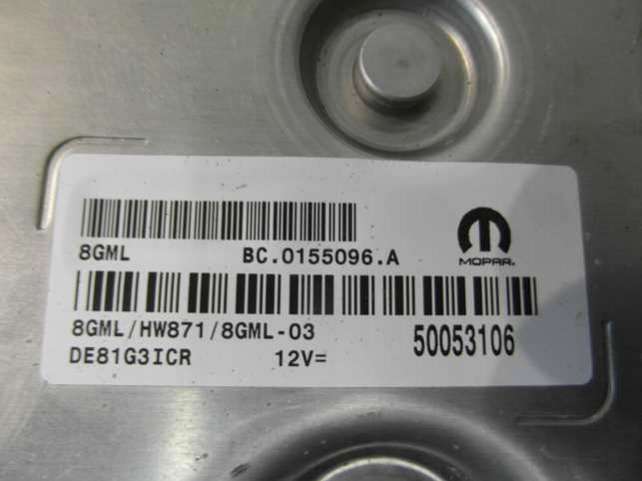 8GML BC.0155096.A
MOPAR®
8GML/HW871/8GML-03 50053106
DE81G3ICR 12V=